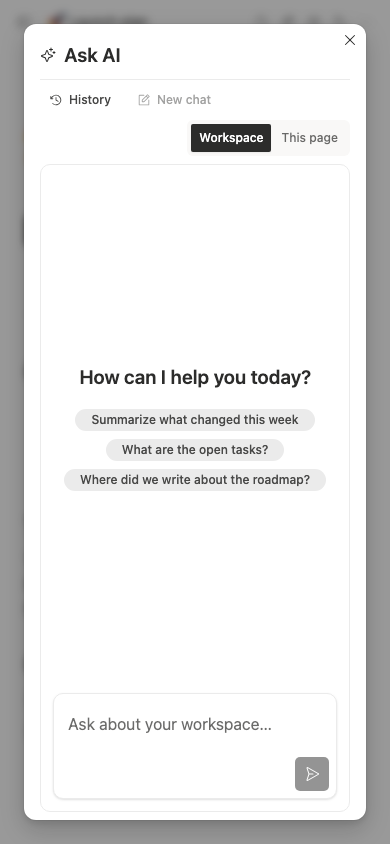 Ask AI
History
New chat
Workspace
This page
How can I help you today?
Summarize what changed this week
What are the open tasks?
Where did we write about the roadmap?
Ask about your workspace...